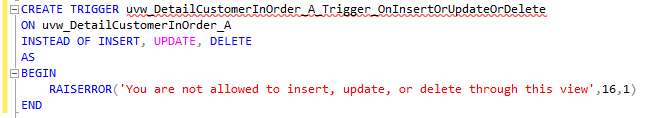 CREATE TRIGGER uvw_DetailCustomerInOrder_A_Trigger_OnInsertOrUpdateOrDelete
ON uvw_DetailCustomerInOrder_A
INSTEAD OF INSERT, UPDATE, DELETE
AS
BEGIN
RAISERROR('You are not allowed to insert, update, or delete through this view',16,1)
END